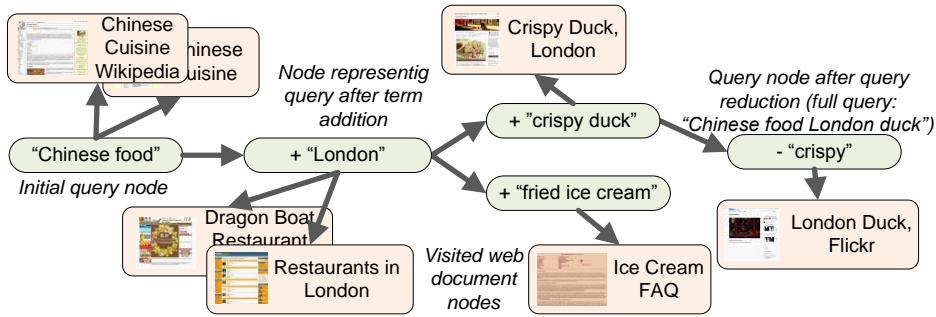 Chinese
Cuisine
Wikipedia
hinese
uisine
Crispy Duck,
London
Node representig
query after term
addition
Query node after query
reduction (full query:
“Chinese food London duck”)
“Chinese food”
+ “London”
+ ”crispy duck”
- “crispy”
Initial query node
+ “fried ice cream”
Dragon Boat
Restaurant
Restaurants in
London
Visited web
document
nodes
Ice Cream
FAQ
London Duck,
Flickr